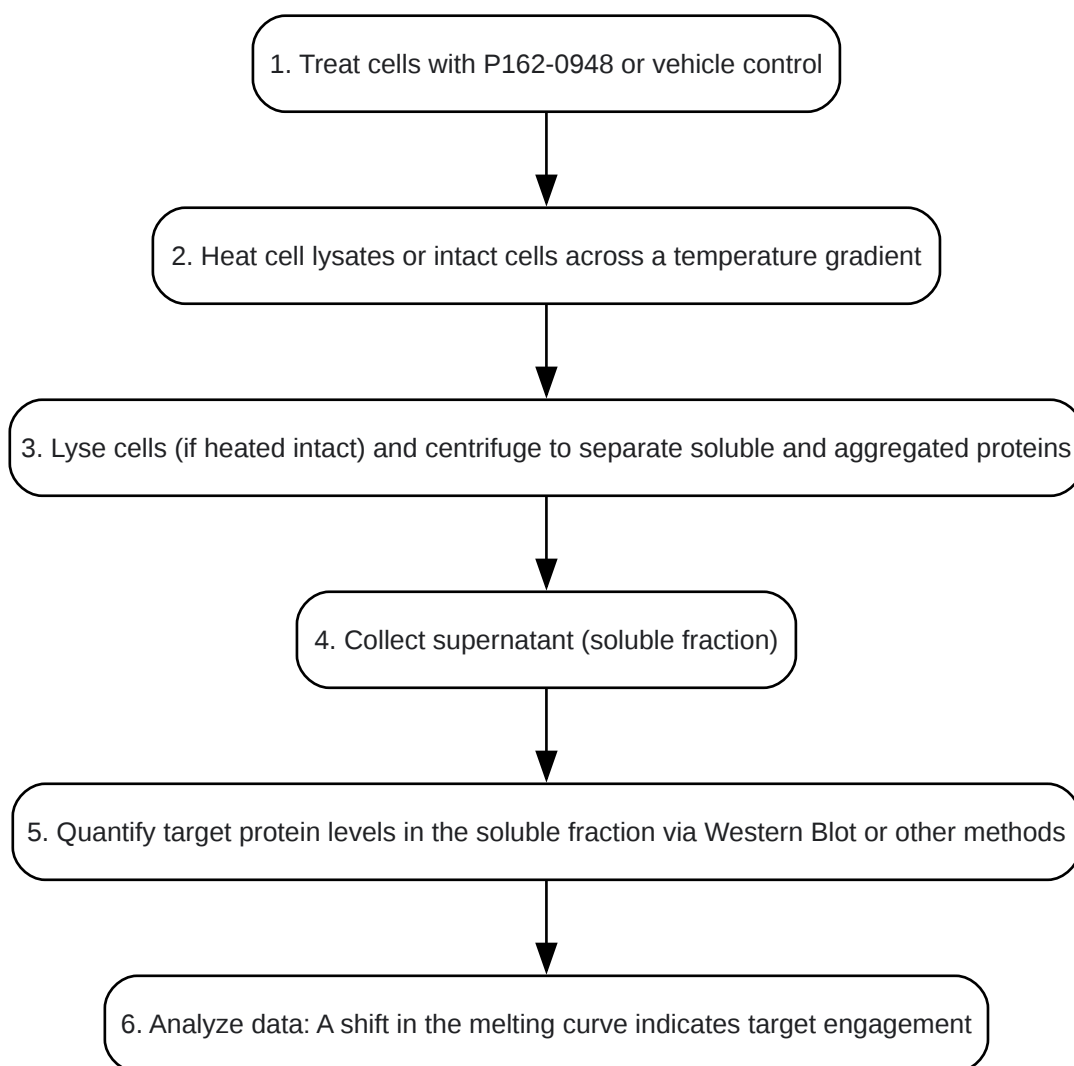 1. Treat cells with P162-0948 or vehicle control
2. Heat cell lysates or intact cells across a temperature gradient
3. Lyse cells (if heated intact) and centrifuge to separate soluble and aggregated proteins
4. Collect supernatant (soluble fraction)
5. Quantify target protein levels in the soluble fraction via Western Blot or other methods
6. Analyze data: A shift in the melting curve indicates target engagement